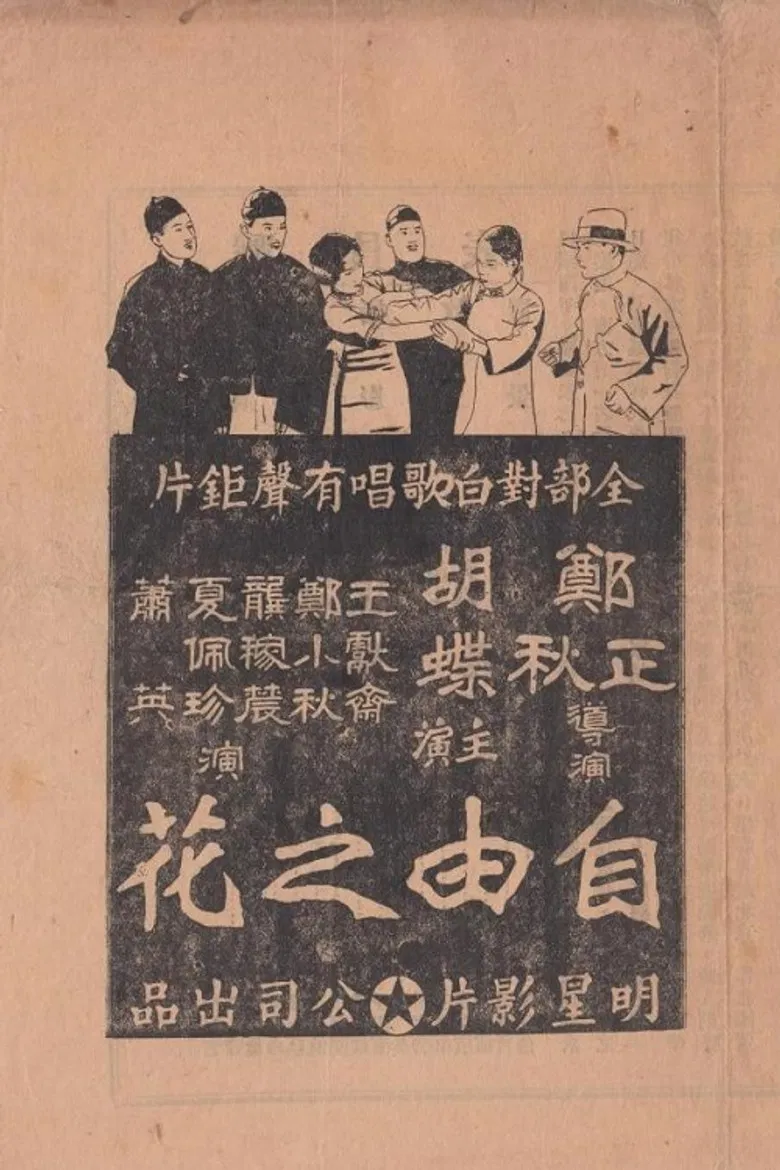 全部對白歌唱有聲鉅片
鄭正秋
導演
胡蝶
主演
王獻齋
鄭小秋
龔稼農
夏佩珍
蕭英
演
自由之花
明星影片公司出品